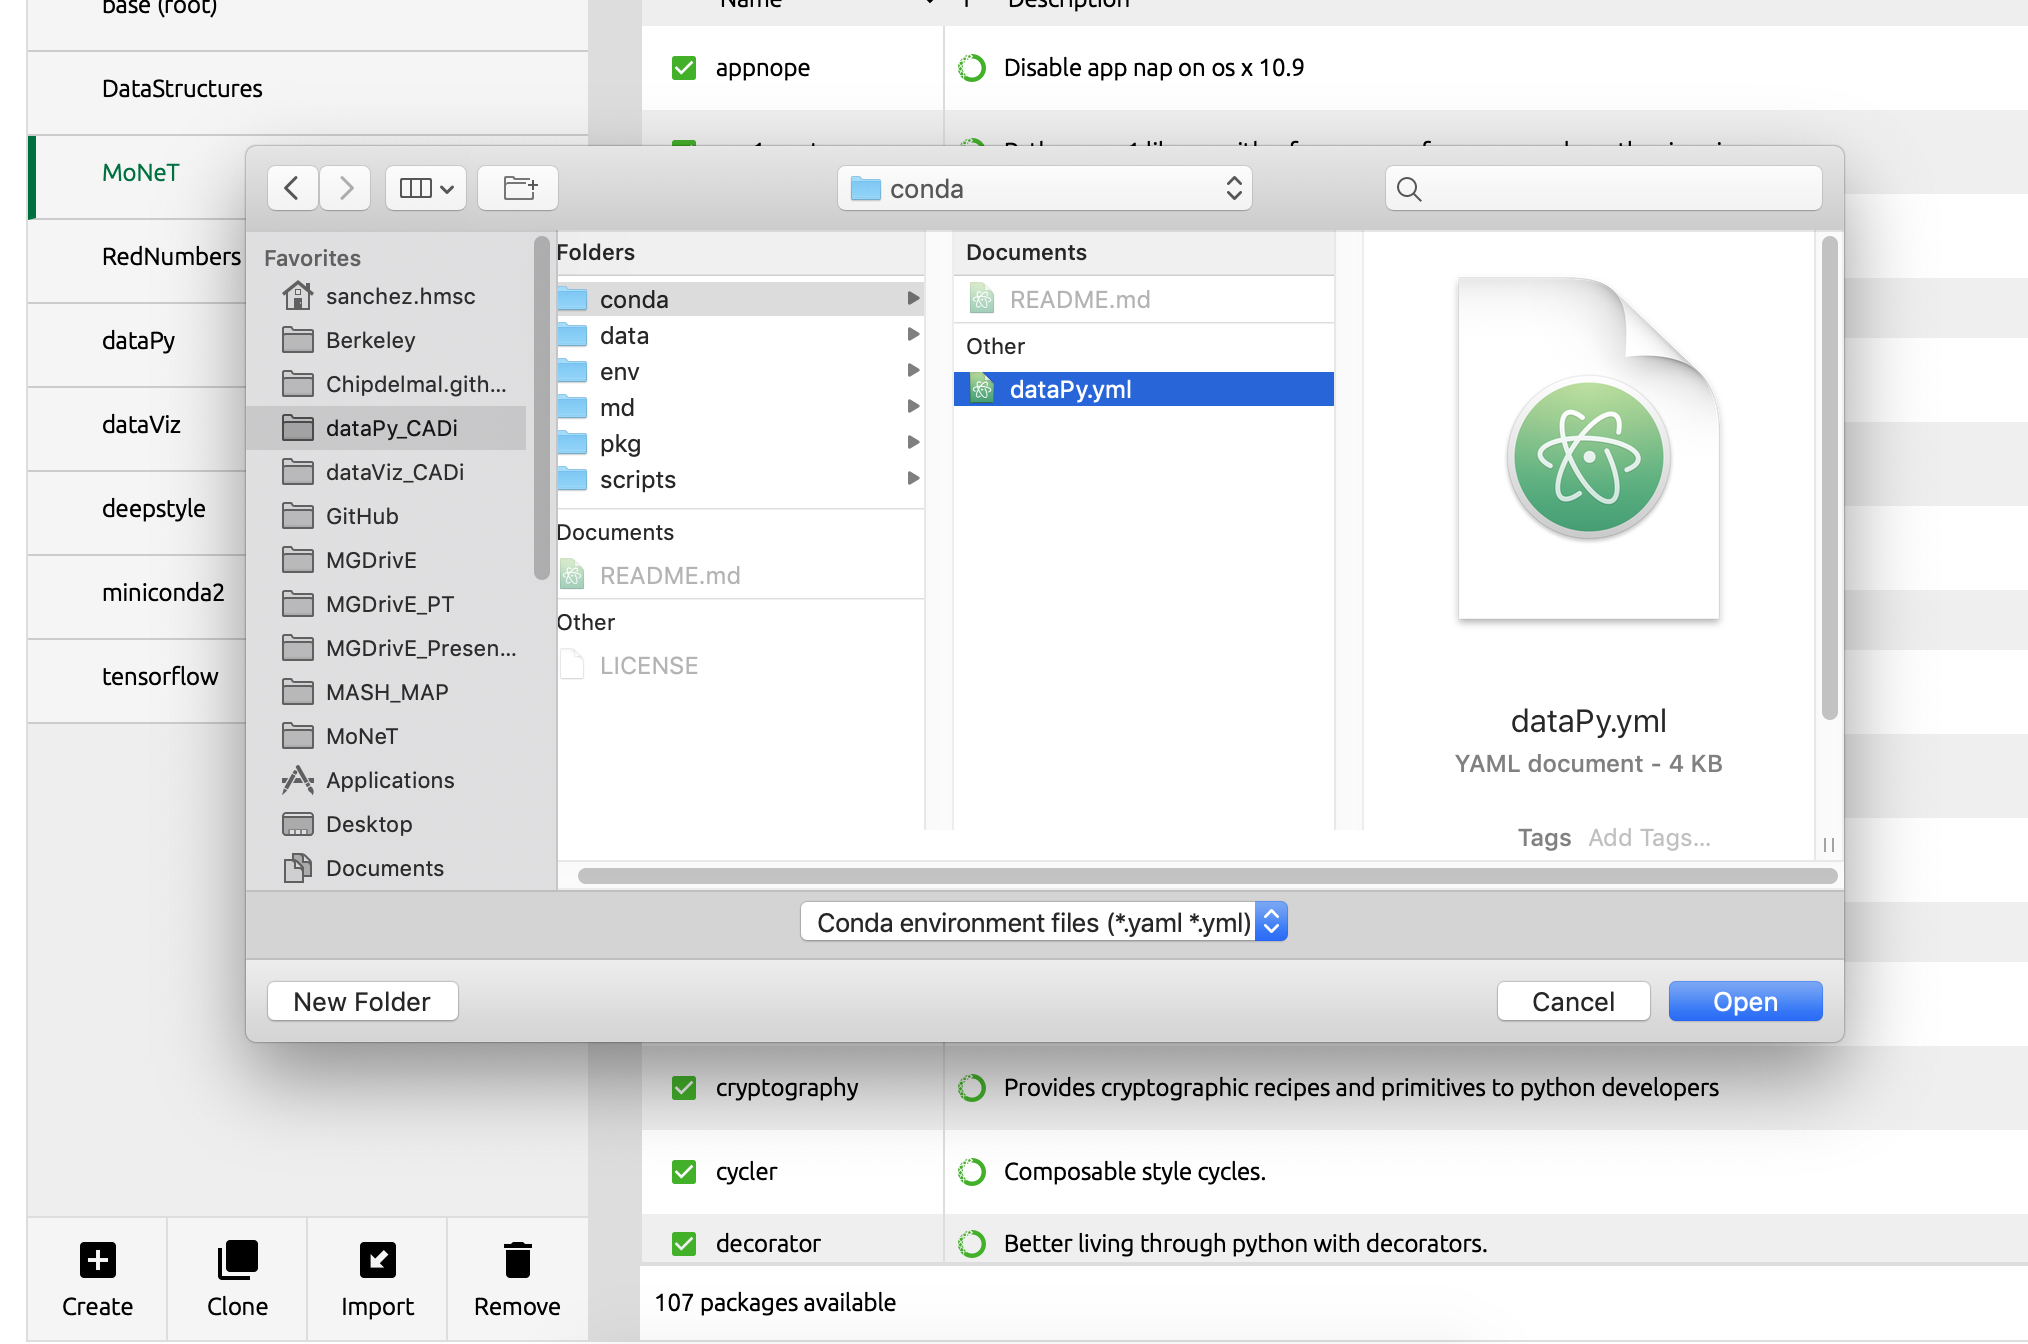 base (root)
DataStructures
MoNeT
RedNumbers
dataPy
dataViz
deepstyle
miniconda2
tensorflow
Create
Clone
Import
Remove
Name
Description
appnope
Disable app nap on os x 10.9
conda
Favorites
sanchez.hmsc
Berkeley
Chipdelmal.gith...
dataPy_CADi
dataViz_CADi
GitHub
MGDrivE
MGDrivE_PT
MGDrivE_Presen...
MASH_MAP
MoNeT
Applications
Desktop
Documents
Folders
conda
data
env
md
pkg
scripts
Documents
README.md
Other
LICENSE
Documents
README.md
Other
dataPy.yml
dataPy.yml
YAML document - 4 KB
Tags Add Tags...
Conda environment files (*.yaml *.yml)
New Folder
Cancel
Open
cryptography
Provides cryptographic recipes and primitives to python developers
cycler
Composable style cycles.
decorator
Better living through python with decorators.
107 packages available